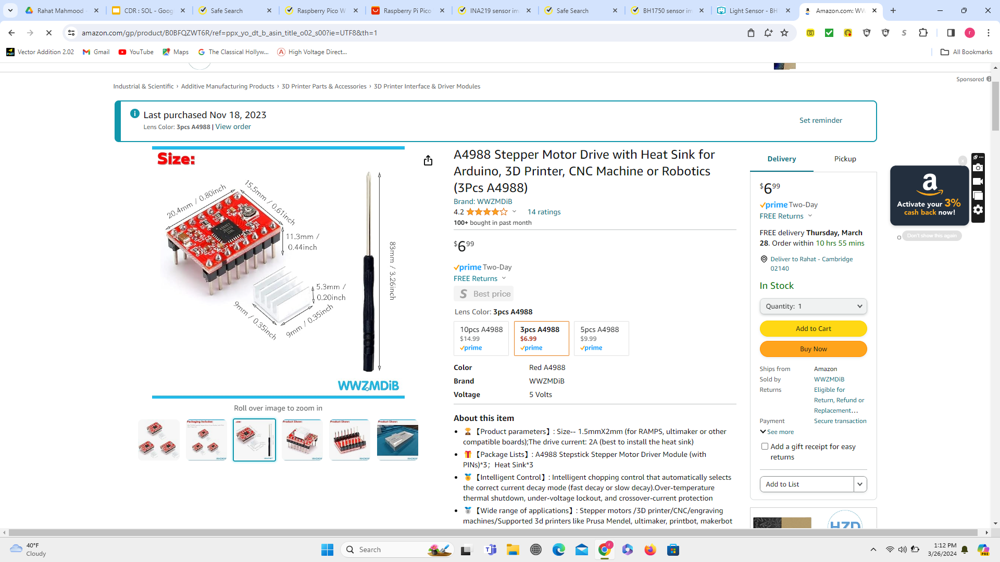 Rahat Mahmood -
CDR : SOL - Goog
Safe Search
Raspberry Pico W
Raspberry Pi Pico
INA219 sensor im
Safe Search
BH1750 sensor im
Light Sensor - BH
Amazon.com: WW
amazon.com/gp/product/B0BFQZWT6R/ref=ppx_yo_dt_b_asin_title_o02_s00?ie=UTF8&th=1
Vector Addition 2.02
Gmail
YouTube
Maps
The Classical Hollyw...
High Voltage Direct...
All Bookmarks
Sponsored
Industrial & Scientific › Additive Manufacturing Products › 3D Printer Parts & Accessories › 3D Printer Interface & Driver Modules
Last purchased Nov 18, 2023
Lens Color: 3pcs A4988 | View order
Set reminder
Size:
20.4mm / 0.80inch
15.5mm / 0.61inch
11.3mm /
0.44inch
5.3mm /
0.20inch
9mm / 0.35inch
9mm / 0.35inch
83mm / 3.26inch
WWZMDiB
Roll over image to zoom in
Packaging includes:
Size:
Product Show:
Product Show:
Product Show:
A4988 Stepper Motor Drive with Heat Sink for
Arduino, 3D Printer, CNC Machine or Robotics
(3Pcs A4988)
Brand: WWZMDiB
4.2
14 ratings
100+ bought in past month
$6 99
prime Two-Day
FREE Returns
S Best price
Lens Color: 3pcs A4988
10pcs A4988
$14.99
prime
3pcs A4988
$6.99
prime
5pcs A4988
$9.99
prime
Color Red A4988
Brand WWZMDiB
Voltage 5 Volts
About this item
• 🏆【Product parameters】: Size-- 1.5mmX2mm (for RAMPS, ultimaker or other
compatible boards);The drive current: 2A (best to install the heat sink)
• 🎁【Package Lists】: A4988 Stepstick Stepper Motor Driver Module (with
PINs)*3；Heat Sink*3
• 🥇【Intelligent Control】: Intelligent chopping control that automatically selects
the correct current decay mode (fast decay or slow decay).Over-temperature
thermal shutdown, under-voltage lockout, and crossover-current protection
• 🥈【Wide range of applications】: Stepper motors /3D printer/CNC/engraving
machines/Supported 3d printers like Prusa Mendel, ultimaker, printbot, makerbot
Delivery
Pickup
$6 99
prime Two-Day
FREE Returns
FREE delivery Thursday, March
28. Order within 10 hrs 55 mins
Deliver to Rahat - Cambridge
02140
In Stock
Quantity: 1
Add to Cart
Buy Now
Ships from Amazon
Sold by WWZMDiB
Returns Eligible for
Return, Refund or
Replacement...
Payment Secure transaction
See more
Add a gift receipt for easy
returns
Add to List
HZD
a
Activate your 3%
cash back now!
Don't show this again
40°F
Cloudy
Search
1:12 PM
3/26/2024
PRE